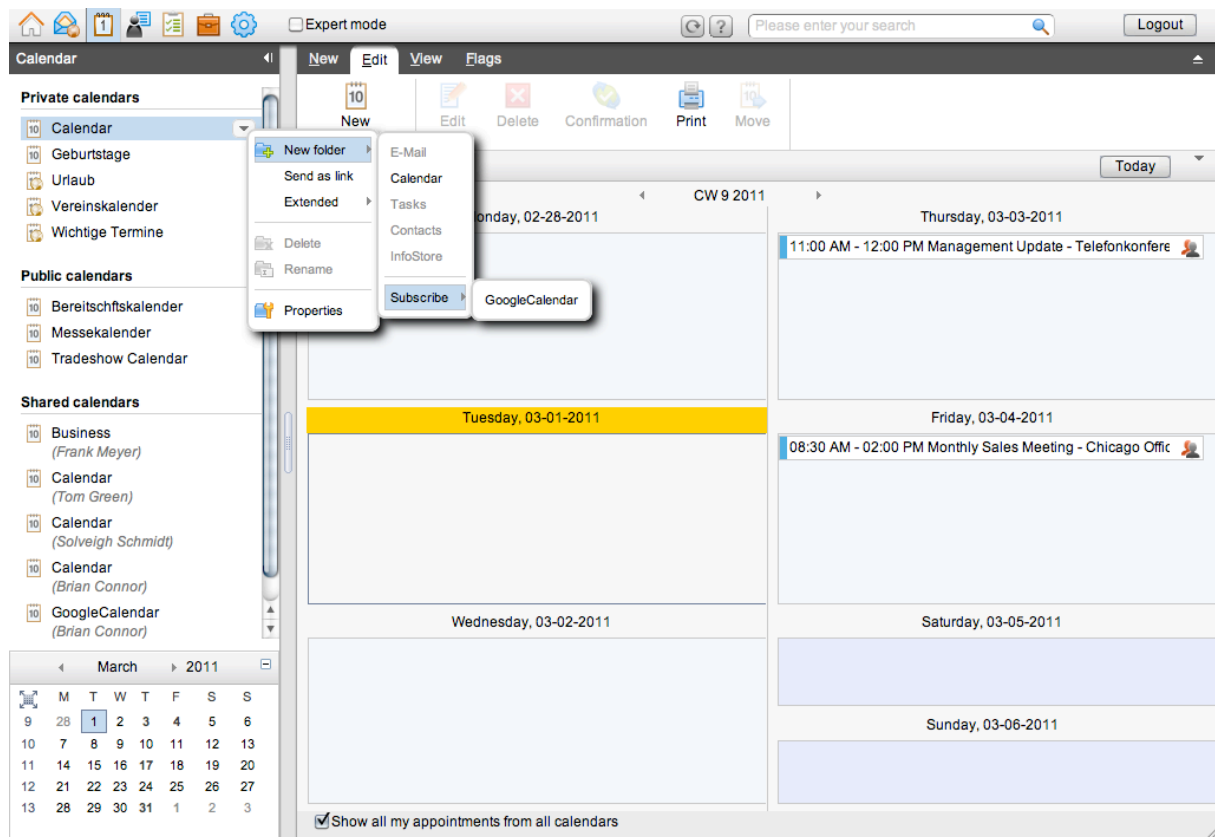 Expert mode
Please enter your search
Logout
Calendar
New Edit View Flags
Private calendars
Calendar
Geburtstage
Urlaub
Vereinskalender
Wichtige Termine
Public calendars
Bereitschftskalender
Messekalender
Tradeshow Calendar
Shared calendars
Business
(Frank Meyer)
Calendar
(Tom Green)
Calendar
(Solveigh Schmidt)
Calendar
(Brian Connor)
GoogleCalendar
(Brian Connor)
March 2011
M T W T F S S
9 28 1 2 3 4 5 6
10 7 8 9 10 11 12 13
11 14 15 16 17 18 19 20
12 21 22 23 24 25 26 27
13 28 29 30 31 1 2 3
New
Edit
Delete
Confirmation
Print
Move
New folder
Send as link
Extended
Delete
Rename
Properties
E-Mail
Calendar
Tasks
Contacts
InfoStore
Subscribe
GoogleCalendar
Today
CW 9 2011
onday, 02-28-2011
Tuesday, 03-01-2011
Wednesday, 03-02-2011
Thursday, 03-03-2011
11:00 AM - 12:00 PM Management Update - Telefonkonfere
Friday, 03-04-2011
08:30 AM - 02:00 PM Monthly Sales Meeting - Chicago Offic
Saturday, 03-05-2011
Sunday, 03-06-2011
Show all my appointments from all calendars